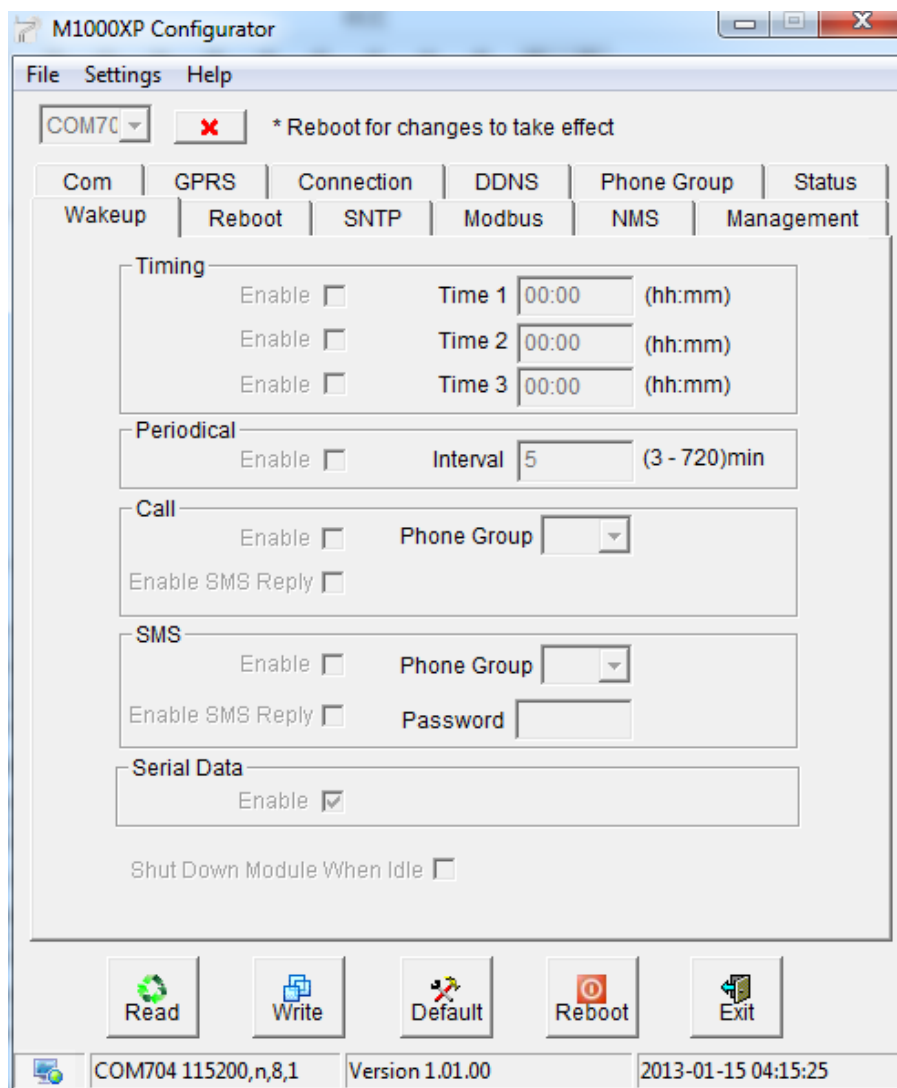 M1000XP Configurator
File Settings Help
COM70 * Reboot for changes to take effect
Com GPRS Connection DDNS Phone Group Status
Wakeup Reboot SNTP Modbus NMS Management
Timing
Enable Time 1 00:00 (hh:mm)
Enable Time 2 00:00 (hh:mm)
Enable Time 3 00:00 (hh:mm)
Periodical
Enable Interval 5 (3 - 720)min
Call
Enable Phone Group
Enable SMS Reply
SMS
Enable Phone Group
Enable SMS Reply Password
Serial Data
Enable
Shut Down Module When Idle
Read Write Default Reboot Exit
COM704 115200,n,8,1 Version 1.01.00 2013-01-15 04:15:25